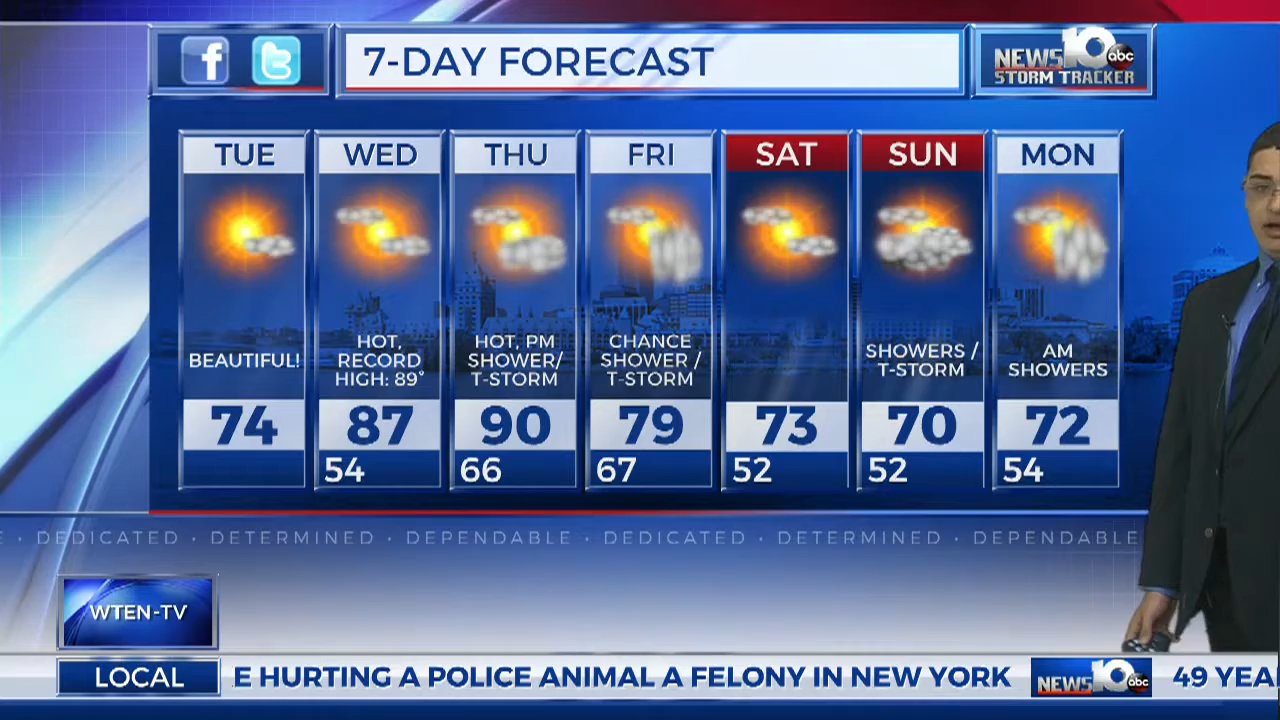 f
t
7-DAY FORECAST
NEWS 10 abc
STORM TRACKER
TUE
BEAUTIFUL!
74
WED
HOT,
RECORD
HIGH: 89°
87
54
THU
HOT, PM
SHOWER/
T-STORM
90
66
FRI
CHANCE
SHOWER /
T-STORM
79
67
SAT
73
52
SUN
SHOWERS /
T-STORM
70
52
MON
AM
SHOWERS
72
54
E · DEDICATED · DETERMINED · DEPENDABLE · DEDICATED · DETERMINED · DEPENDABLE
WTEN-TV
LOCAL E HURTING A POLICE ANIMAL A FELONY IN NEW YORK NEWS 10 abc 49 YEA